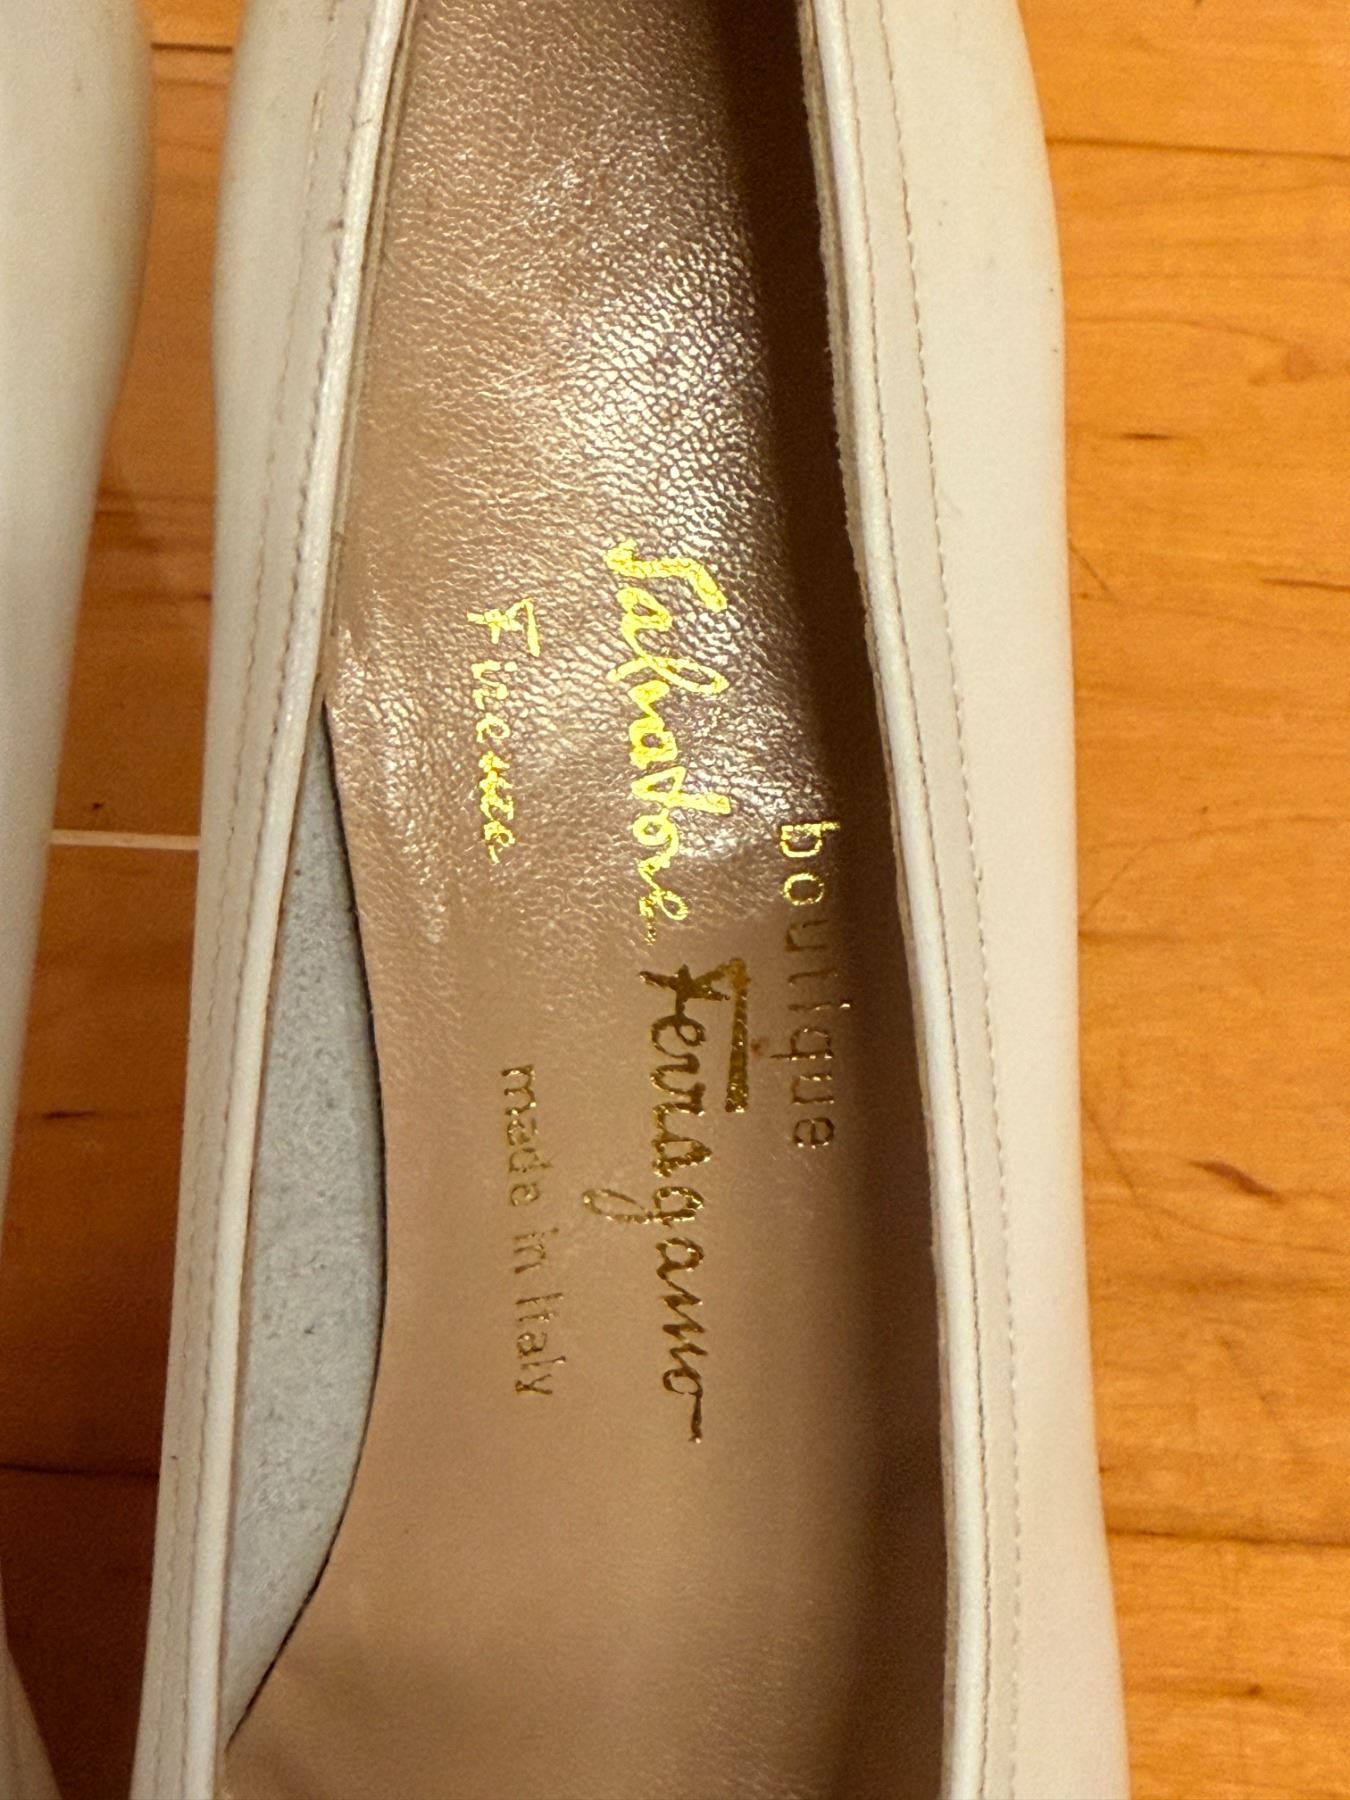 boutique
Salvatore Ferragamo
Firenze
made in Italy